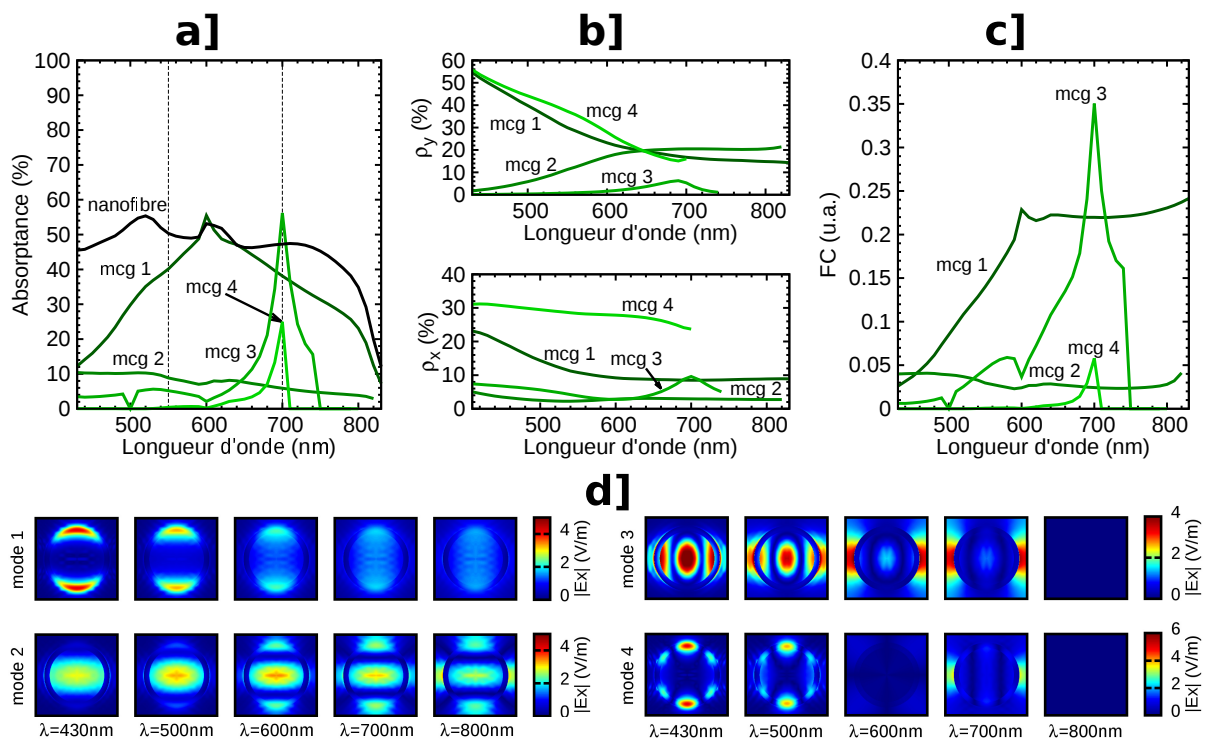 a]
b]
c]
100
90
80
70
60
50
40
30
20
10
0
Absorptance (%)
nanofibre
mcg 1
mcg 4
mcg 2
mcg 3
500
600
700
800
Longueur d'onde (nm)
60
50
40
30
20
10
0
ρy (%)
mcg 4
mcg 1
mcg 2
mcg 3
500
600
700
800
Longueur d'onde (nm)
40
30
20
10
0
ρx (%)
mcg 4
mcg 1
mcg 3
mcg 2
500
600
700
800
Longueur d'onde (nm)
0.4
0.35
0.3
0.25
0.2
0.15
0.1
0.05
0
FC (u.a.)
mcg 3
mcg 1
mcg 4
mcg 2
500
600
700
800
Longueur d'onde (nm)
d]
mode 1
4
2
0
|Ex| (V/m)
mode 3
4
2
0
|Ex| (V/m)
mode 2
4
2
0
|Ex| (V/m)
mode 4
6
4
2
0
|Ex| (V/m)
λ=430nm
λ=500nm
λ=600nm
λ=700nm
λ=800nm
λ=430nm
λ=500nm
λ=600nm
λ=700nm
λ=800nm